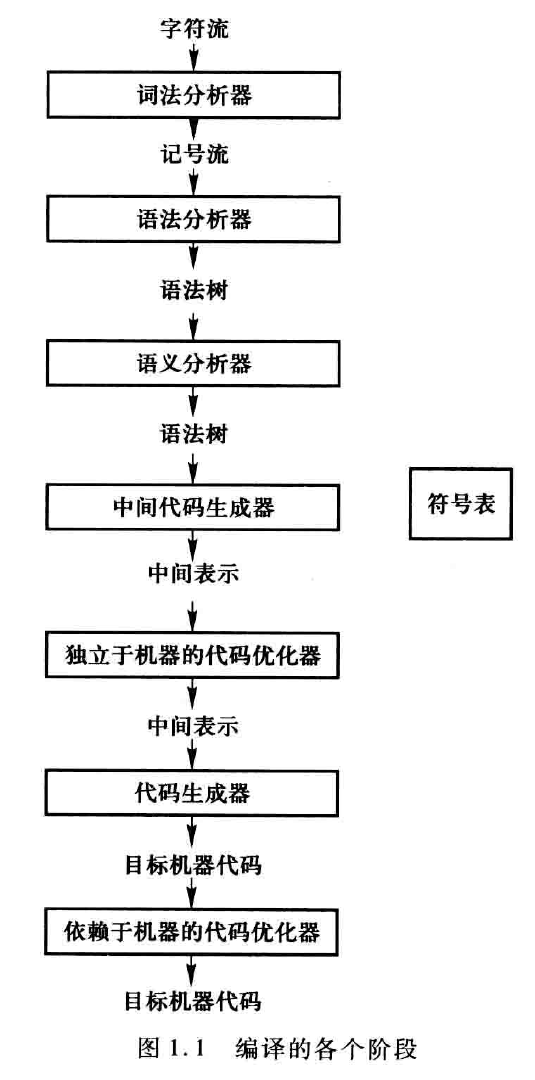 字符流
词法分析器
记号流
语法分析器
语法树
语义分析器
语法树
中间代码生成器
符号表
中间表示
独立于机器的代码优化器
中间表示
代码生成器
目标机器代码
依赖于机器的代码优化器
目标机器代码
图 1.1 编译的各个阶段